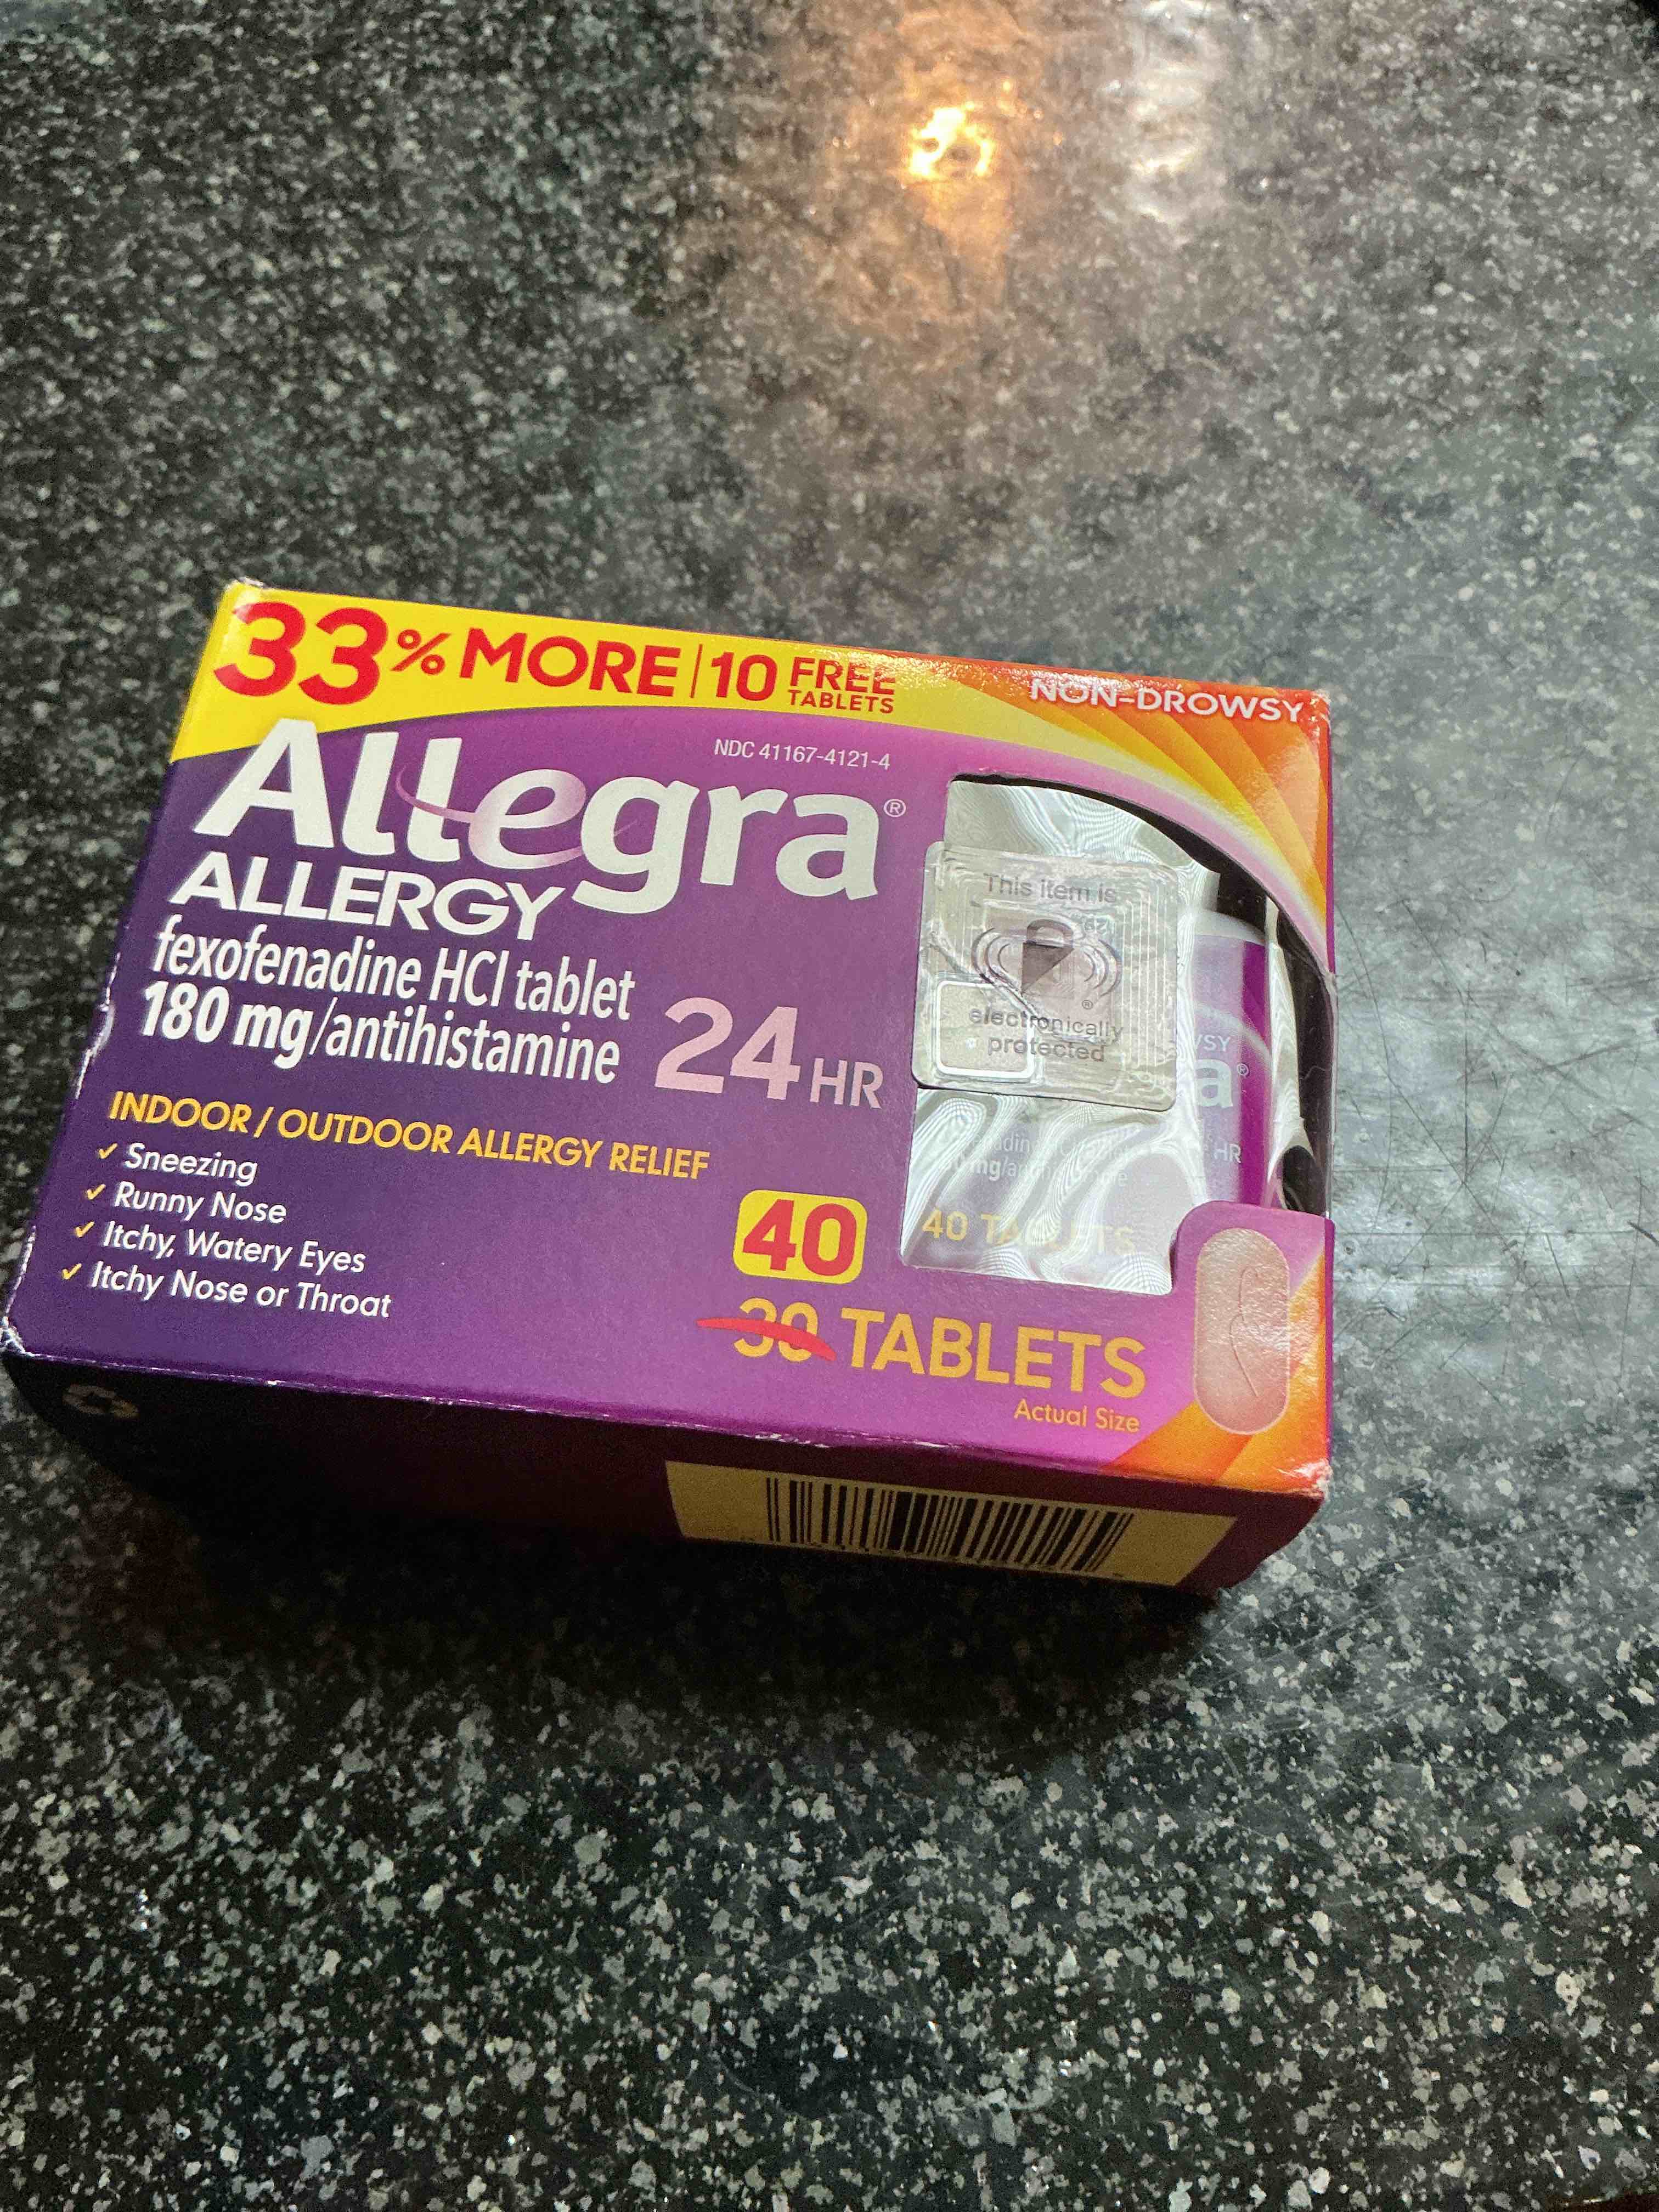 33% MORE | 10 FREE TABLETS
NON-DROWSY
NDC 41167-4121-4
Allegra®
ALLERGY
fexofenadine HCl tablet
180 mg/antihistamine
24 HR
INDOOR / OUTDOOR ALLERGY RELIEF
✓ Sneezing
✓ Runny Nose
✓ Itchy, Watery Eyes
✓ Itchy Nose or Throat
This item is
electronically
protected
40 TABLETS
40
30 TABLETS
Actual Size